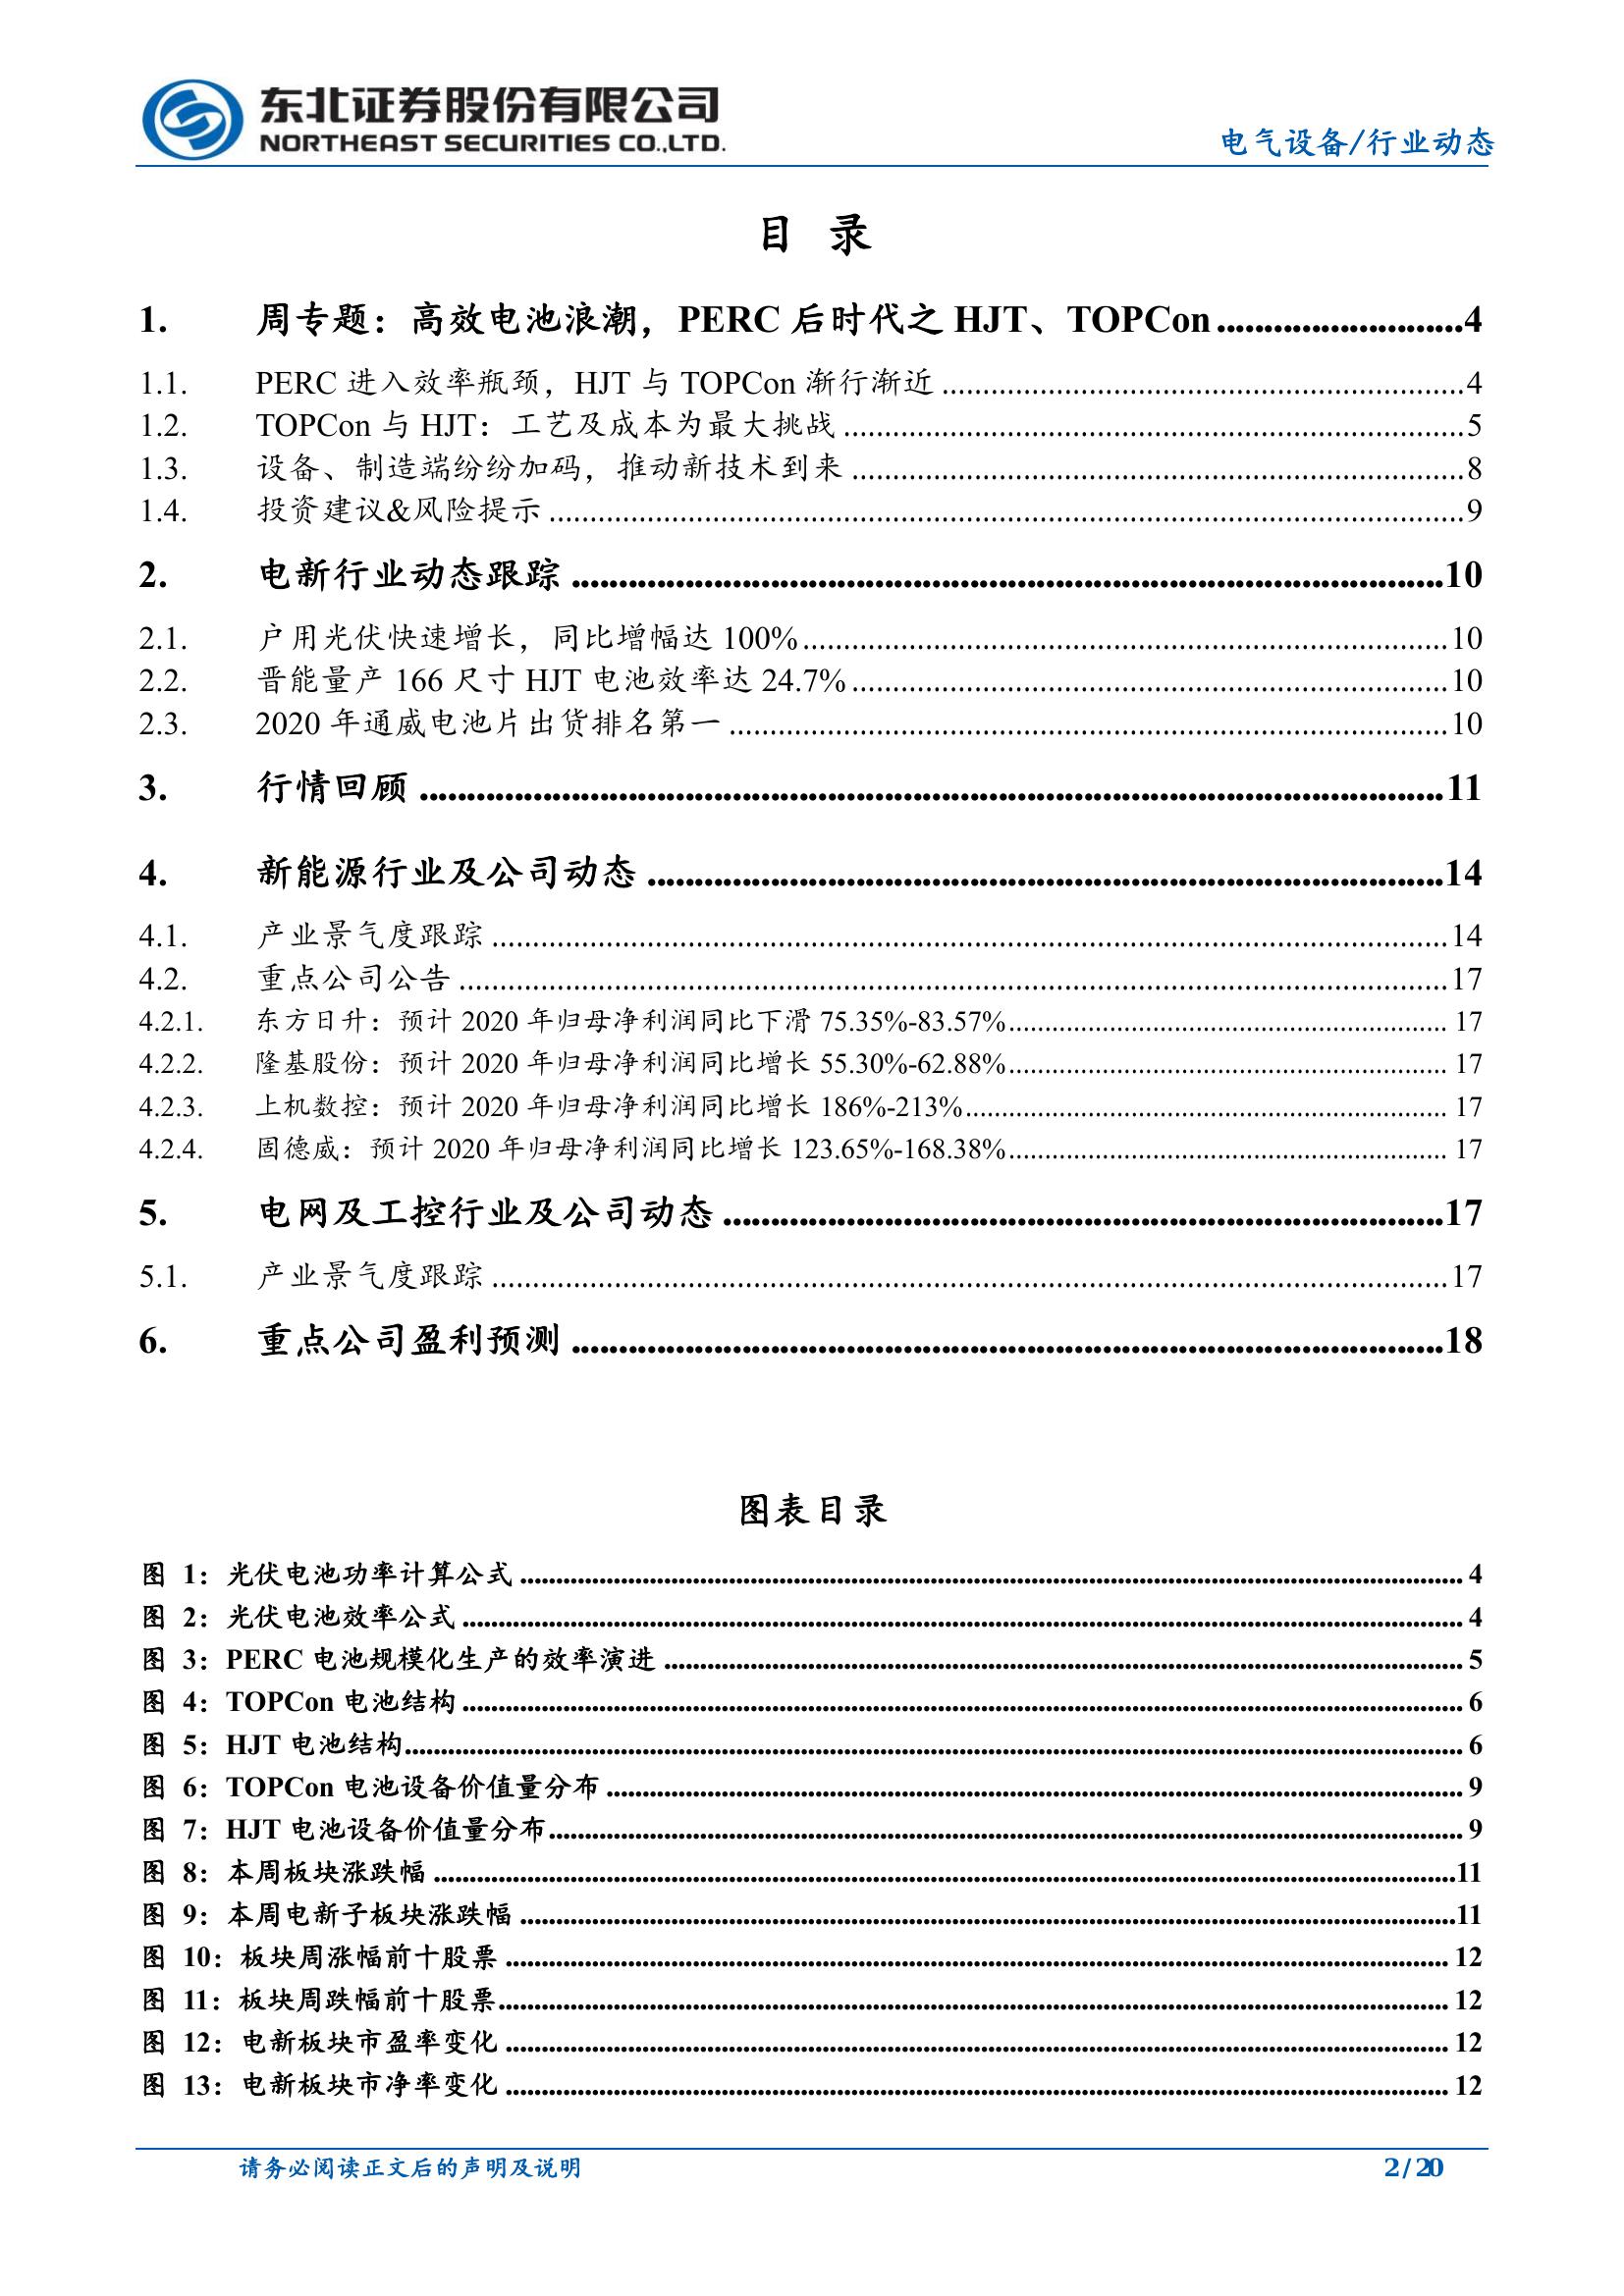 东北证券股份有限公司
NORTHEAST SECURITIES CO.,LTD.
电气设备/行业动态
目 录
1. 周专题：高效电池浪潮，PERC 后时代之 HJT、TOPCon..........................4
1.1. PERC 进入效率瓶颈，HJT 与 TOPCon 渐行渐近 ................................................................4
1.2. TOPCon 与 HJT：工艺及成本为最大挑战 ............................................................................5
1.3. 设备、制造端纷纷加码，推动新技术到来 ...........................................................................8
1.4. 投资建议&风险提示 ................................................................................................................9
2. 电新行业动态跟踪 ............................................................................................10
2.1. 户用光伏快速增长，同比增幅达 100%...............................................................................10
2.2. 晋能量产 166 尺寸 HJT 电池效率达 24.7%.........................................................................10
2.3. 2020 年通威电池片出货排名第一 ........................................................................................10
3. 行情回顾 ............................................................................................................11
4. 新能源行业及公司动态 ....................................................................................14
4.1. 产业景气度跟踪 .....................................................................................................................14
4.2. 重点公司公告 .........................................................................................................................17
4.2.1. 东方日升：预计 2020 年归母净利润同比下滑 75.35%-83.57%............................................................. 17
4.2.2. 隆基股份：预计 2020 年归母净利润同比增长 55.30%-62.88%............................................................. 17
4.2.3. 上机数控：预计 2020 年归母净利润同比增长 186%-213%................................................................... 17
4.2.4. 固德威：预计 2020 年归母净利润同比增长 123.65%-168.38%............................................................. 17
5. 电网及工控行业及公司动态 ............................................................................17
5.1. 产业景气度跟踪 .....................................................................................................................17
6. 重点公司盈利预测 ............................................................................................18
图表目录
图 1：光伏电池功率计算公式 .................................................................................................................................... 4
图 2：光伏电池效率公式 ............................................................................................................................................ 4
图 3：PERC 电池规模化生产的效率演进 ................................................................................................................ 5
图 4：TOPCon 电池结构 ............................................................................................................................................ 6
图 5：HJT 电池结构.................................................................................................................................................... 6
图 6：TOPCon 电池设备价值量分布 ........................................................................................................................ 9
图 7：HJT 电池设备价值量分布................................................................................................................................ 9
图 8：本周板块涨跌幅 ...............................................................................................................................................11
图 9：本周电新子板块涨跌幅 ...................................................................................................................................11
图 10：板块周涨幅前十股票 .................................................................................................................................... 12
图 11：板块周跌幅前十股票..................................................................................................................................... 12
图 12：电新板块市盈率变化 .................................................................................................................................... 12
图 13：电新板块市净率变化 .................................................................................................................................... 12
请务必阅读正文后的声明及说明
2 / 20